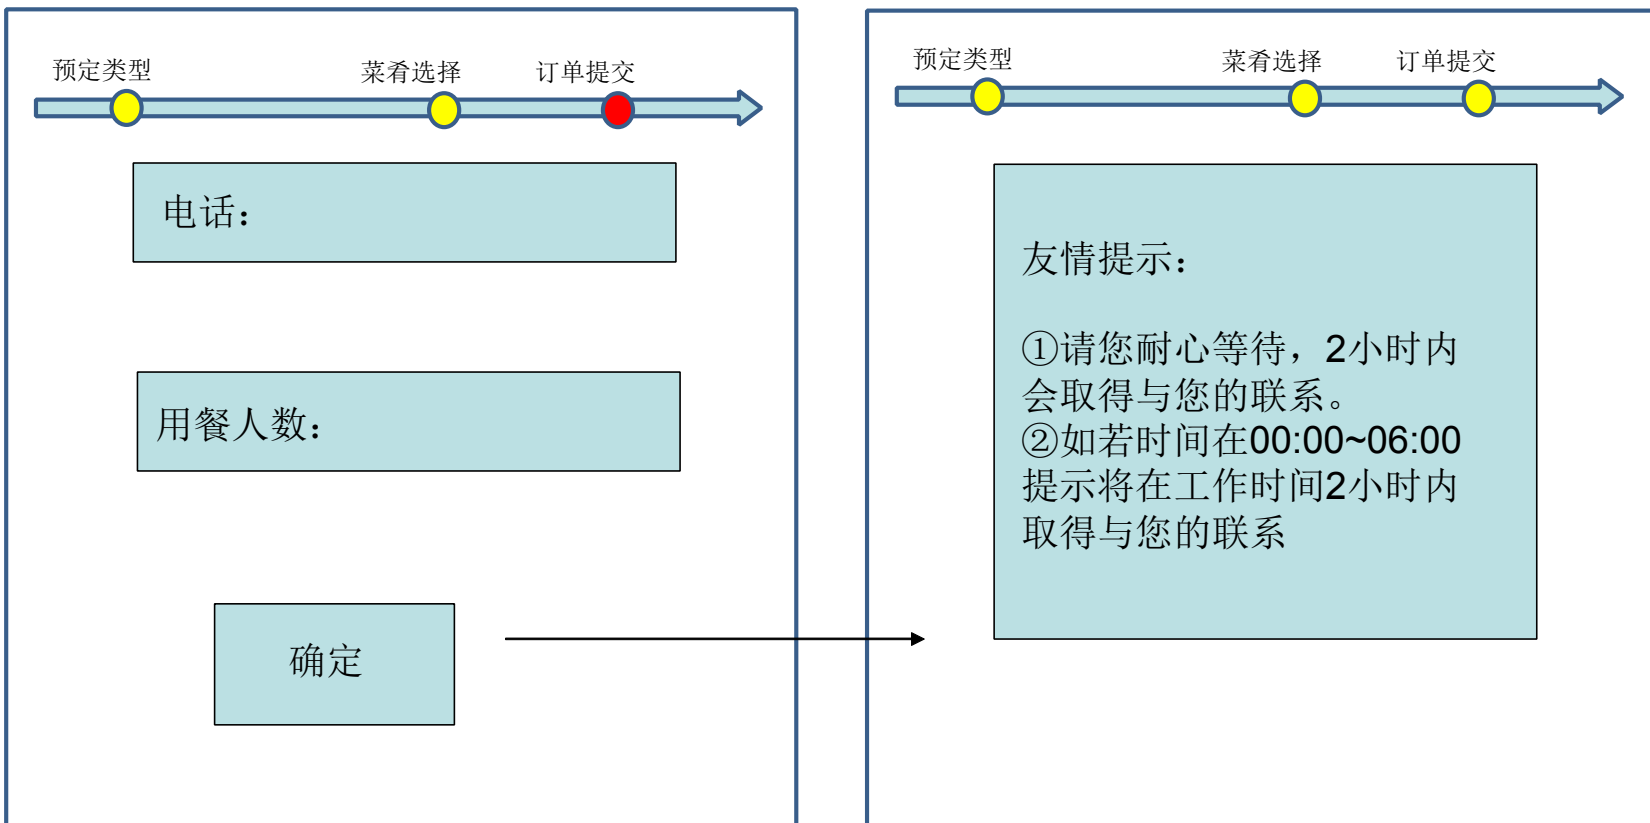 预定类型
菜肴选择
订单提交
电话：
用餐人数：
确定
预定类型
菜肴选择
订单提交
友情提示：
①请您耐心等待，2小时内
会取得与您的联系。
②如若时间在00:00~06:00
提示将在工作时间2小时内
取得与您的联系